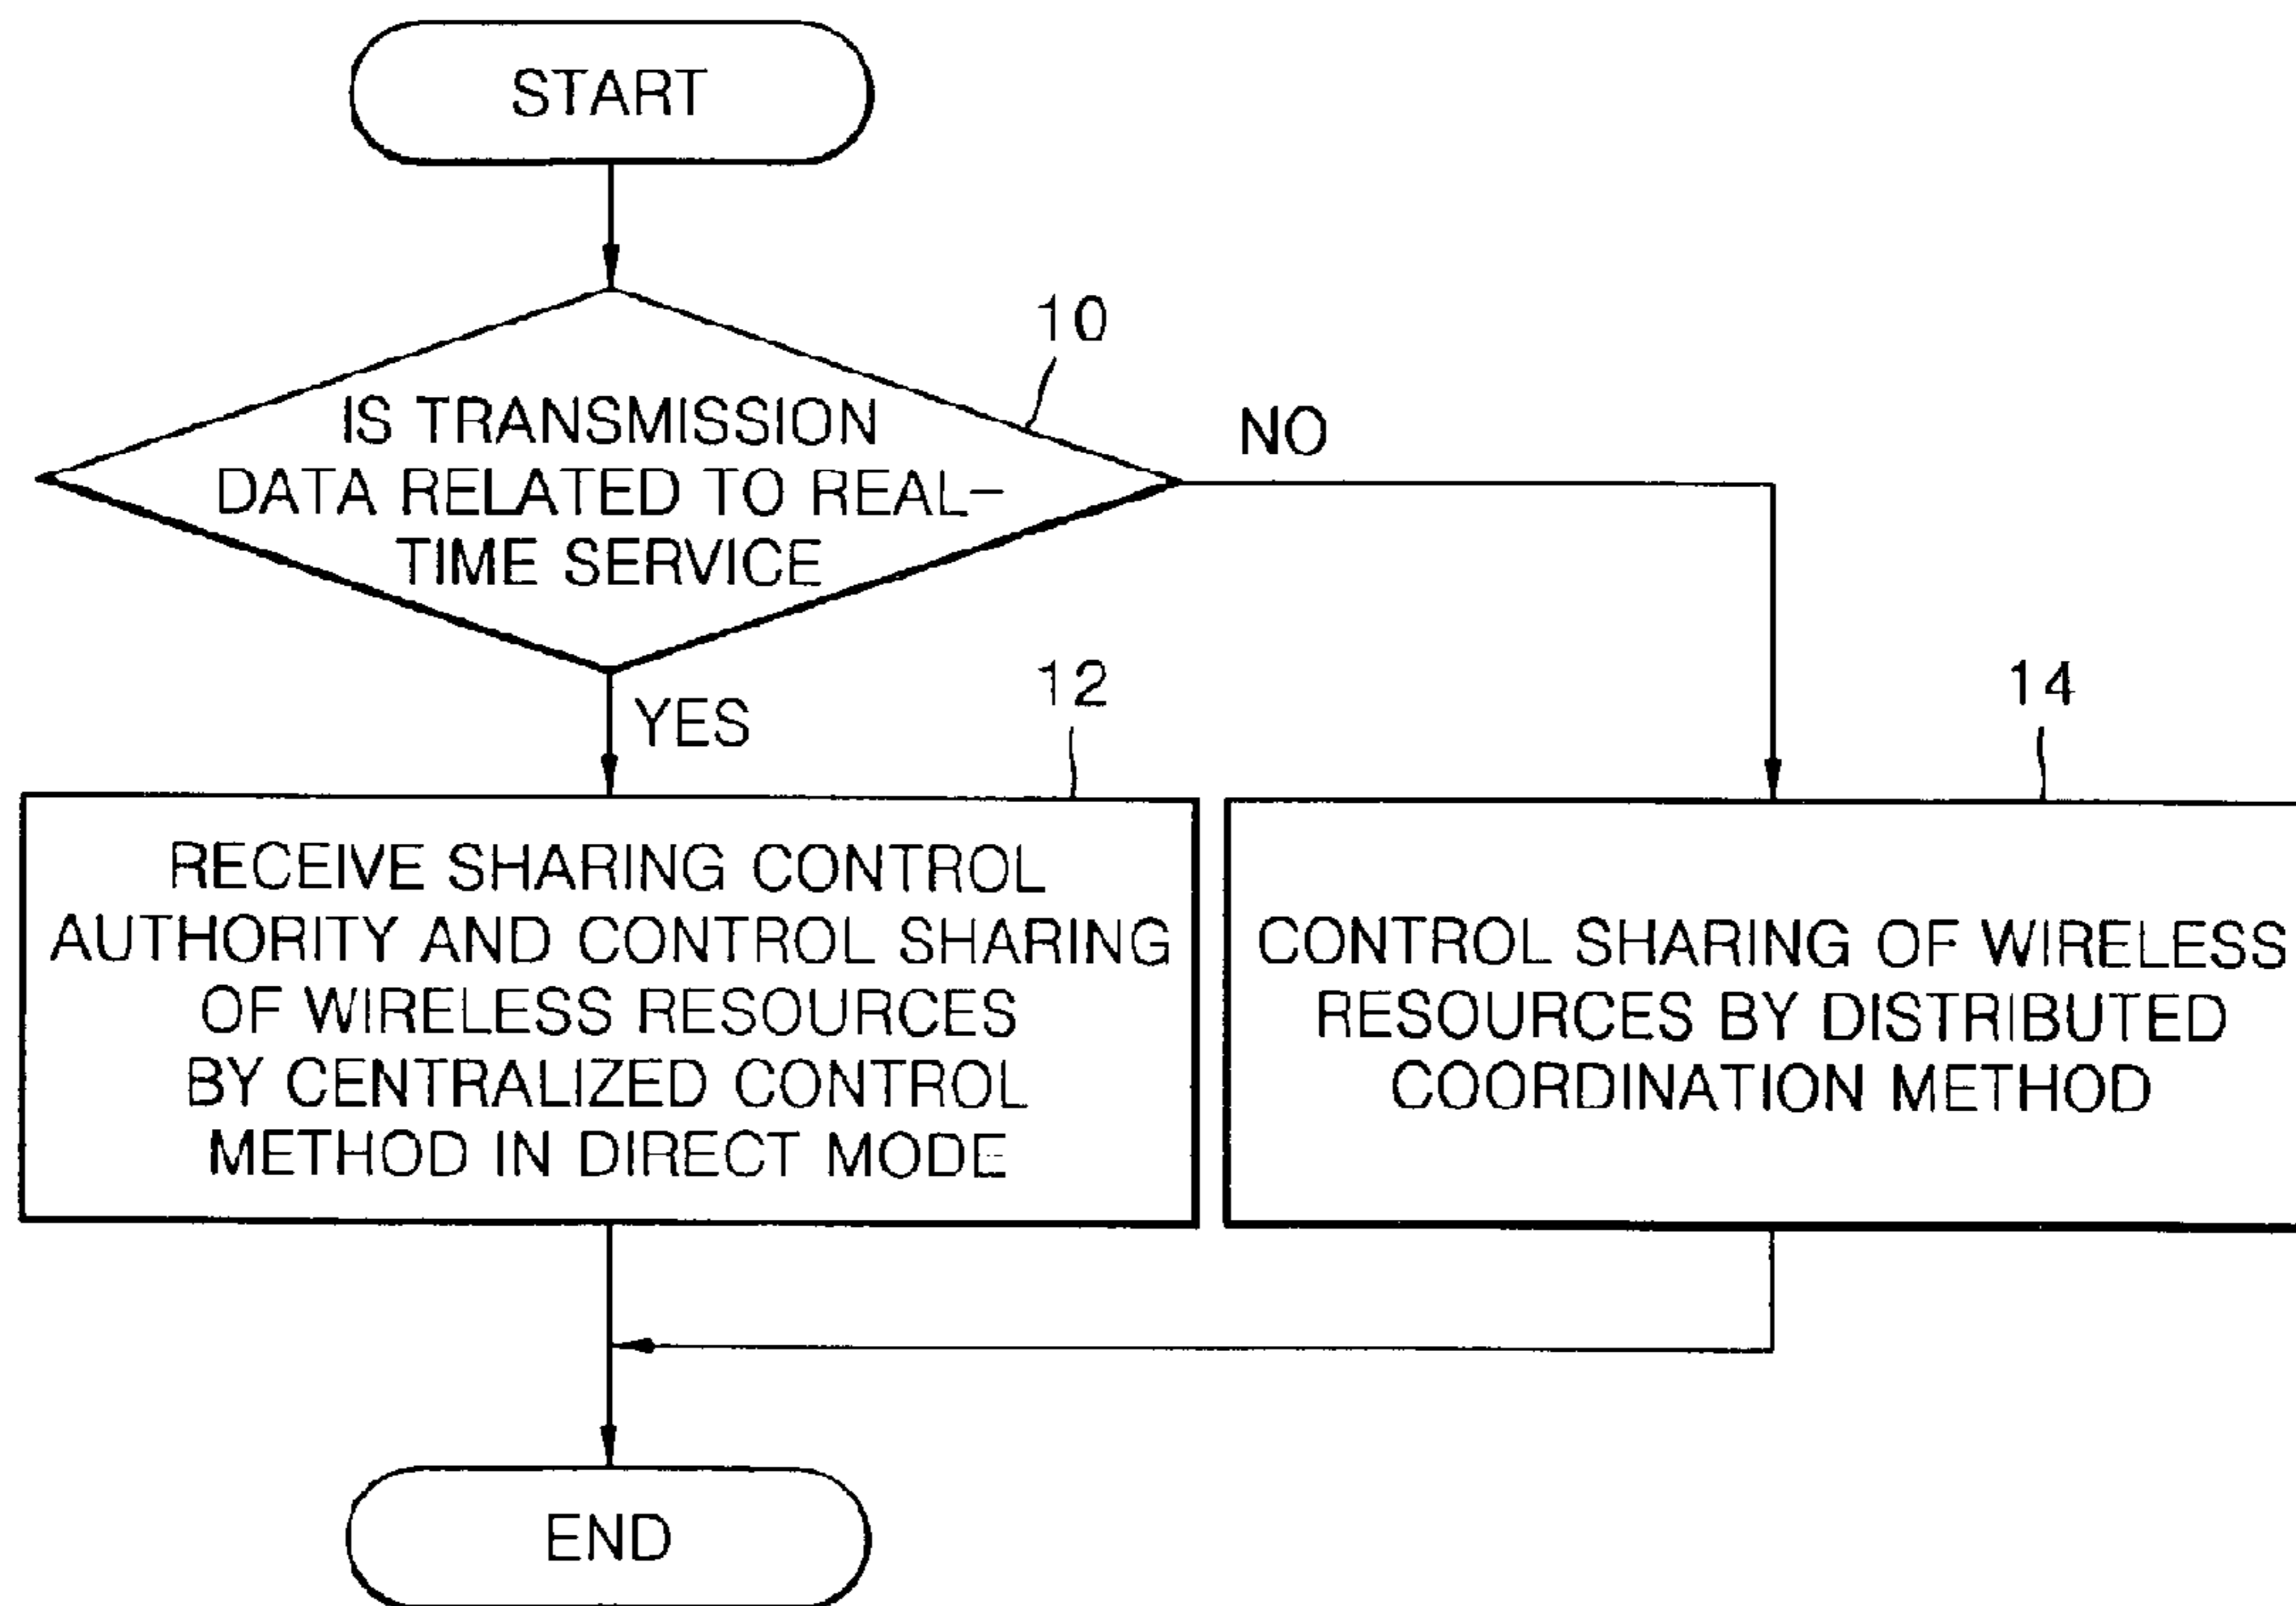 START
10
IS TRANSMISSION
DATA RELATED TO REAL-
TIME SERVICE
NO
YES
12
RECEIVE SHARING CONTROL
AUTHORITY AND CONTROL SHARING
OF WIRELESS RESOURCES
BY CENTRALIZED CONTROL
METHOD IN DIRECT MODE
14
CONTROL SHARING OF WIRELESS
RESOURCES BY DISTRIBUTED
COORDINATION METHOD
END